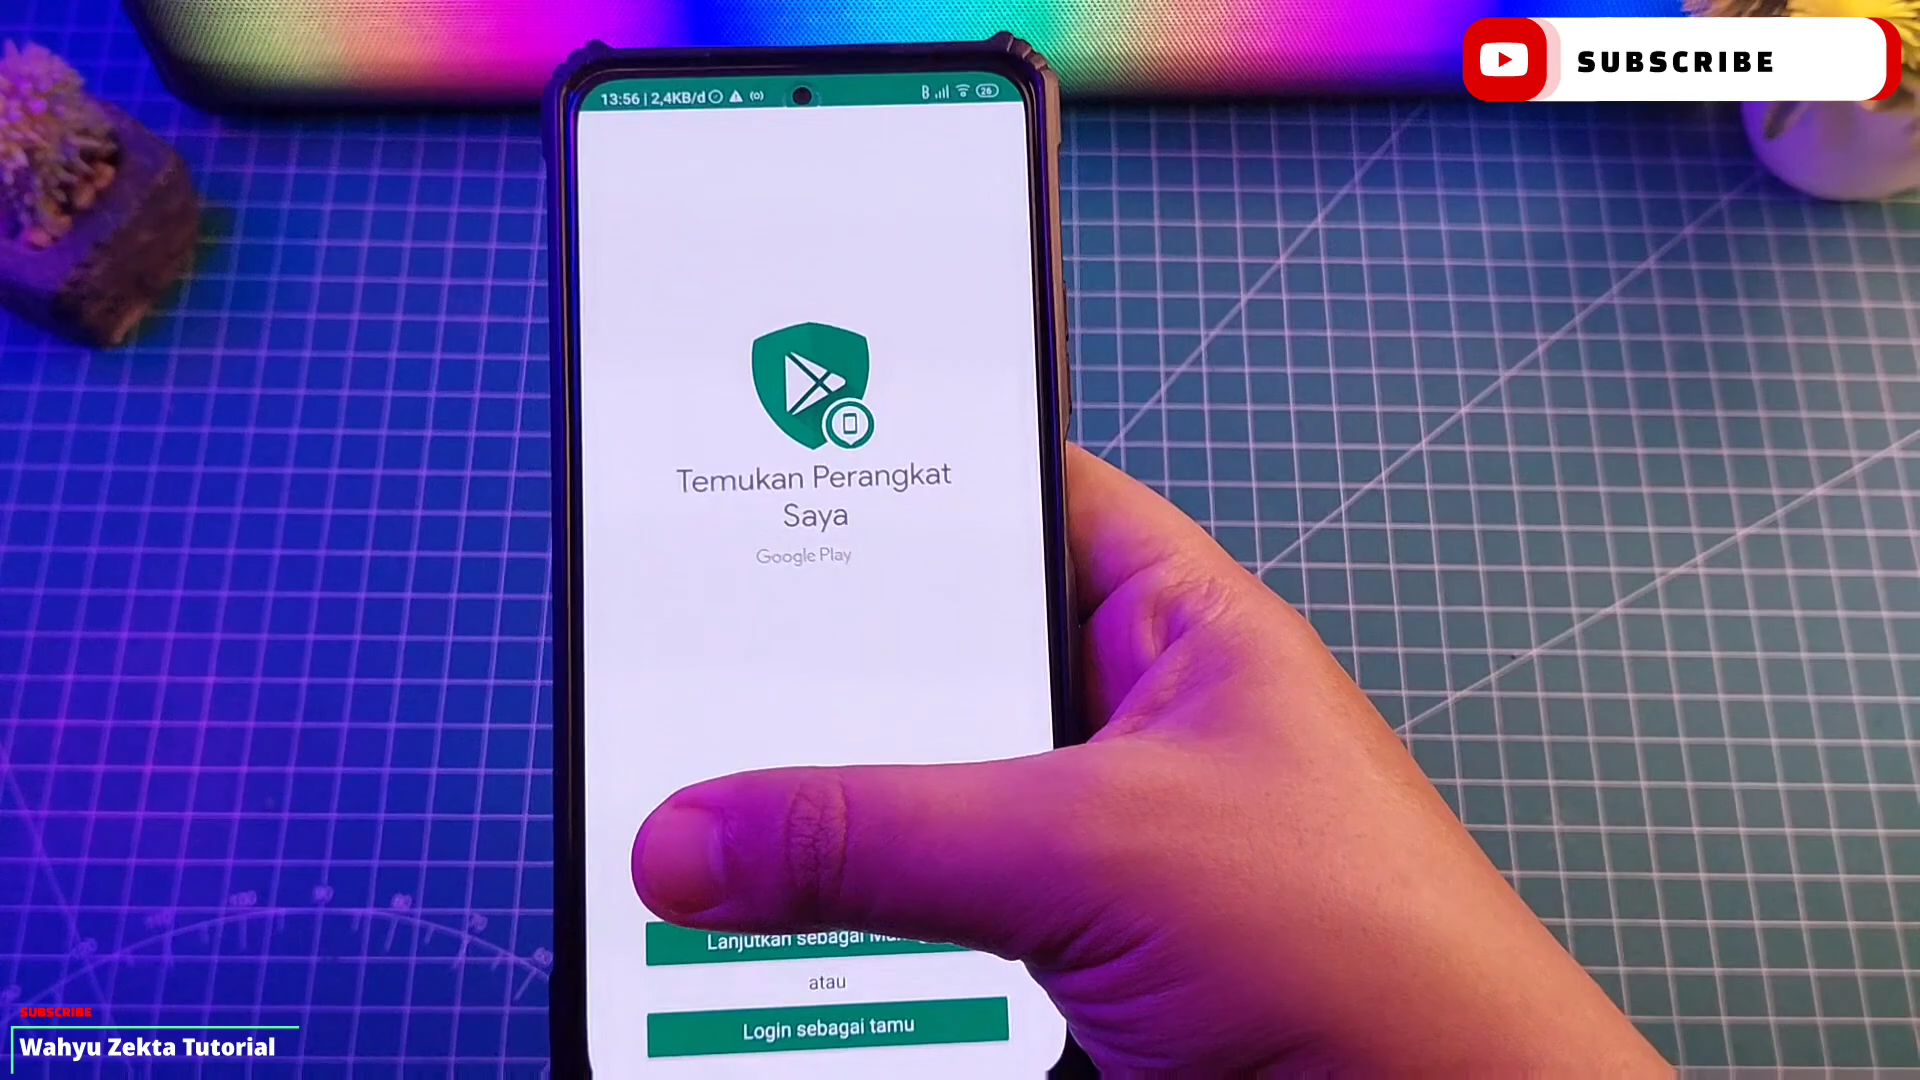 SUBSCRIBE
13:56 | 2,4KB/d
26
Temukan Perangkat
Saya
Google Play
Lanjutkan sebagai
atau
Login sebagai tamu
SUBSCRIBE
Wahyu Zekta Tutorial